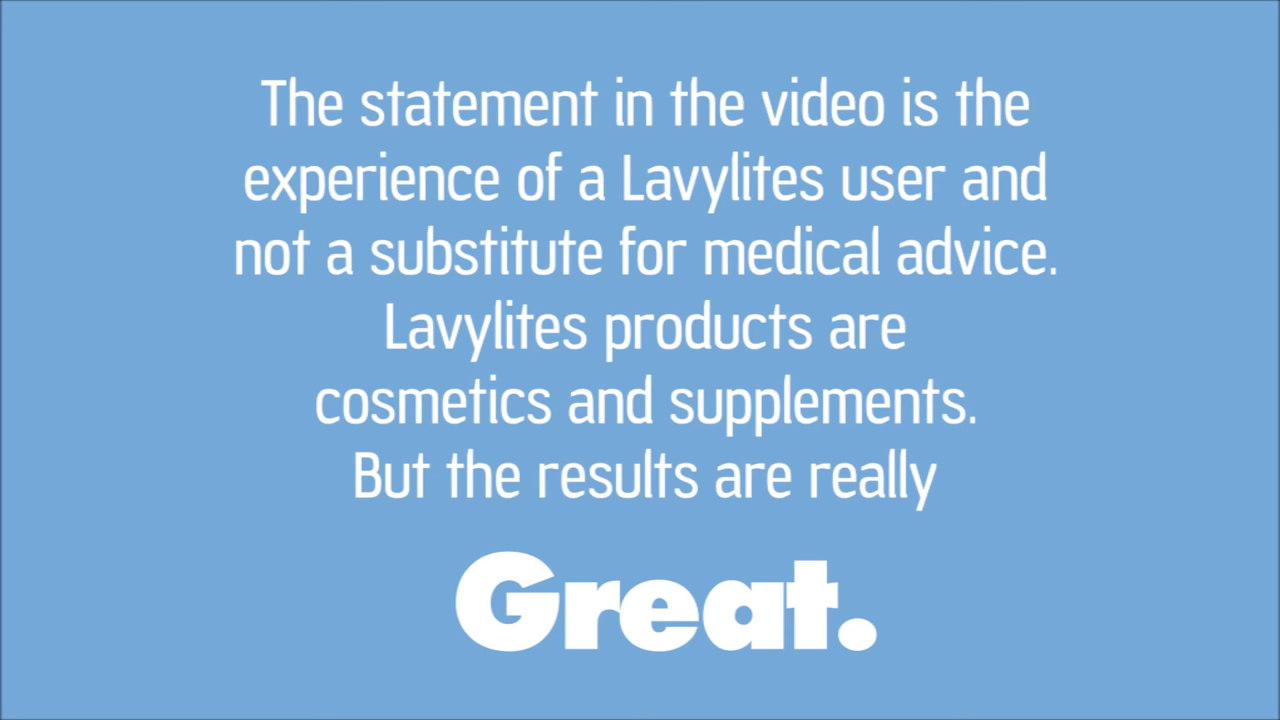 The statement in the video is the
experience of a Lavylites user and
not a substitute for medical advice.
Lavylites products are
cosmetics and supplements.
But the results are really
Great.